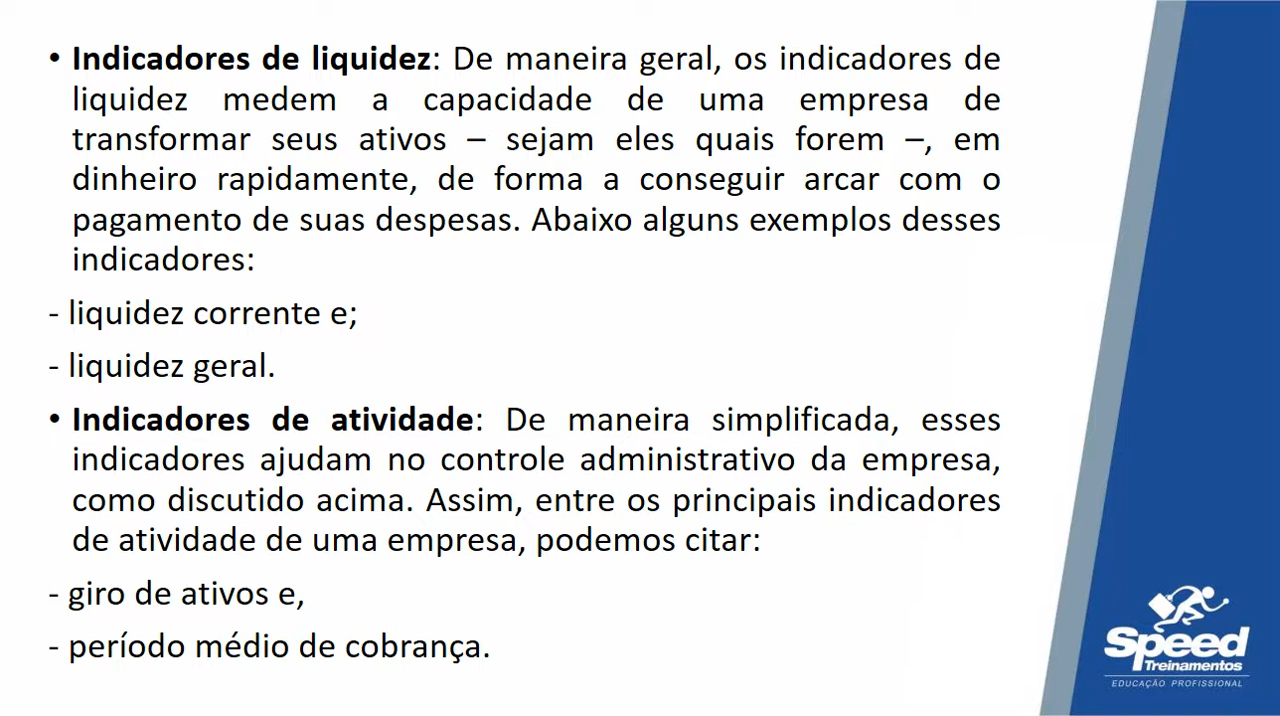 • Indicadores de liquidez: De maneira geral, os indicadores de
liquidez medem a capacidade de uma empresa de
transformar seus ativos – sejam eles quais forem –, em
dinheiro rapidamente, de forma a conseguir arcar com o
pagamento de suas despesas. Abaixo alguns exemplos desses
indicadores:
- liquidez corrente e;
- liquidez geral.
• Indicadores de atividade: De maneira simplificada, esses
indicadores ajudam no controle administrativo da empresa,
como discutido acima. Assim, entre os principais indicadores
de atividade de uma empresa, podemos citar:
- giro de ativos e,
- período médio de cobrança.
Speed
Treinamentos
EDUCAÇÃO PROFISSIONAL